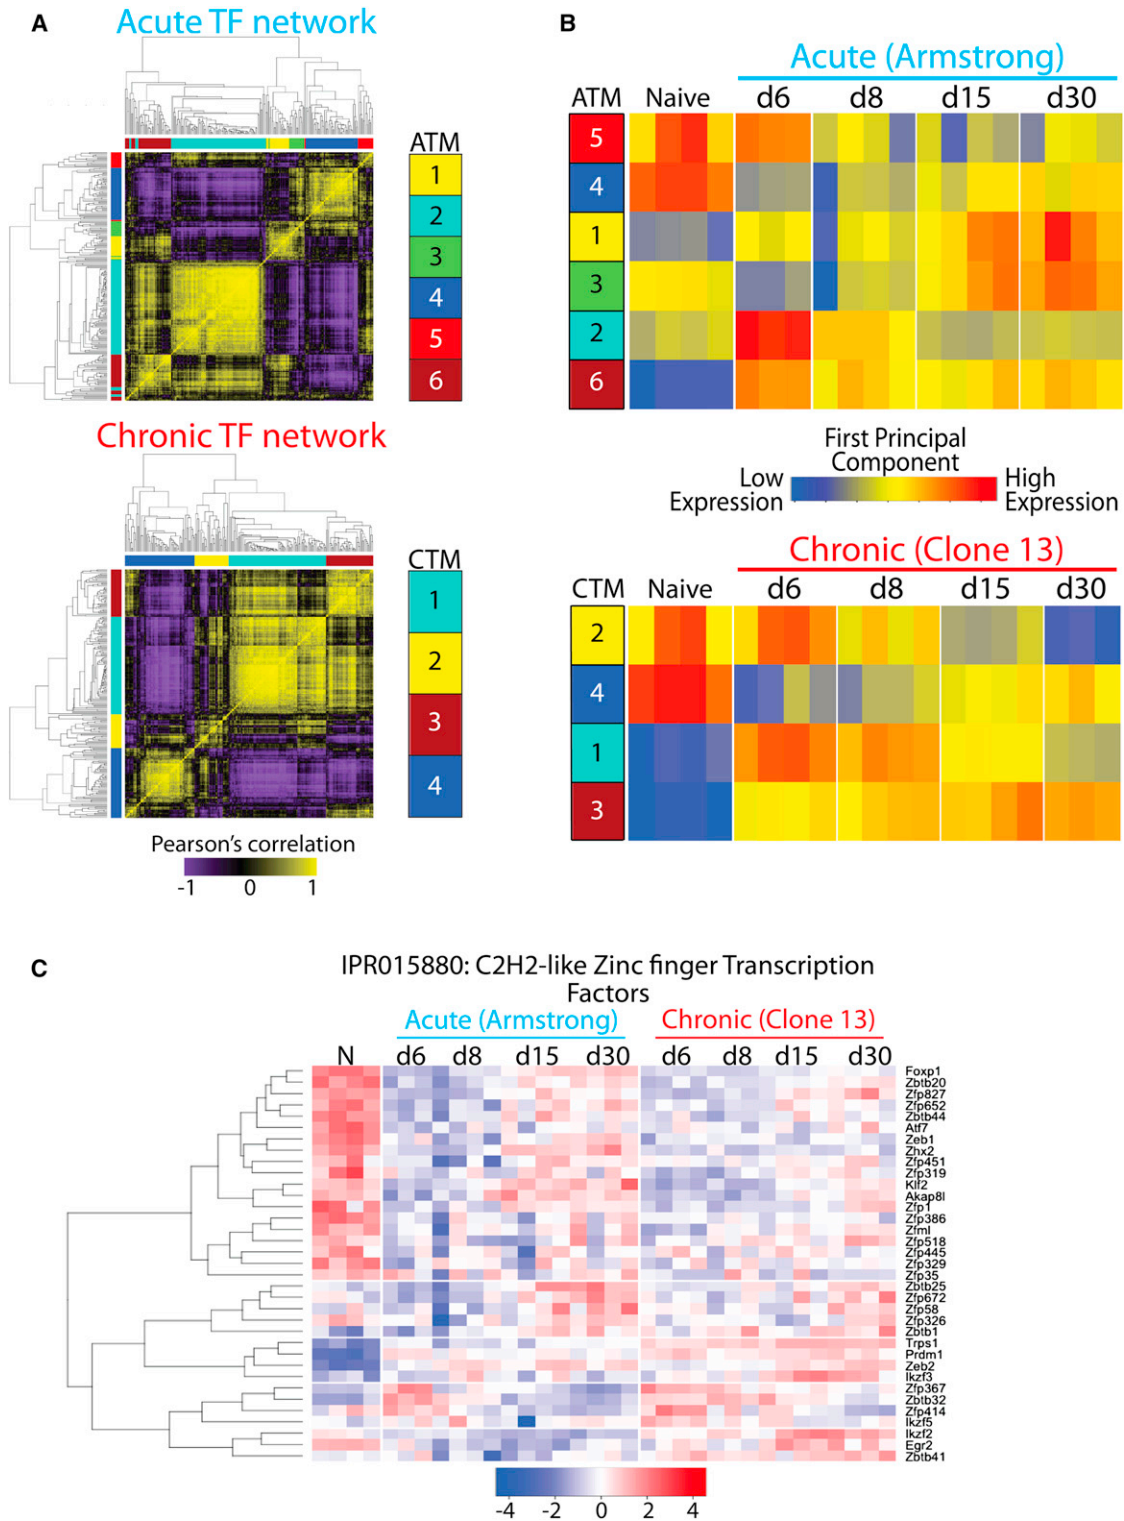 A
Acute TF network
ATM
1
2
3
4
5
6
Chronic TF network
CTM
1
2
3
4
Pearson's correlation
-1 0 1
B
Acute (Armstrong)
ATM Naive d6 d8 d15 d30
5
4
1
3
2
6
First Principal
Component
Low
Expression
High
Expression
Chronic (Clone 13)
CTM Naive d6 d8 d15 d30
2
4
1
3
C
IPR015880: C2H2-like Zinc finger Transcription
Factors
Acute (Armstrong) Chronic (Clone 13)
N d6 d8 d15 d30 d6 d8 d15 d30
Foxp1
Zbtb20
Zfp827
Zfp652
Zbtb44
Atf7
Zeb1
Zhx2
Zfp451
Zfp319
Klf2
Akap8l
Zfp1
Zfp386
Zfml
Zfp518
Zfp445
Zfp329
Zfp35
Zbtb25
Zfp672
Zfp58
Zfp326
Zbtb1
Trps1
Prdm1
Zeb2
Ikzf3
Zfp367
Zbtb32
Zfp414
Ikzf5
Ikzf2
Egr2
Zbtb41
-4 -2 0 2 4